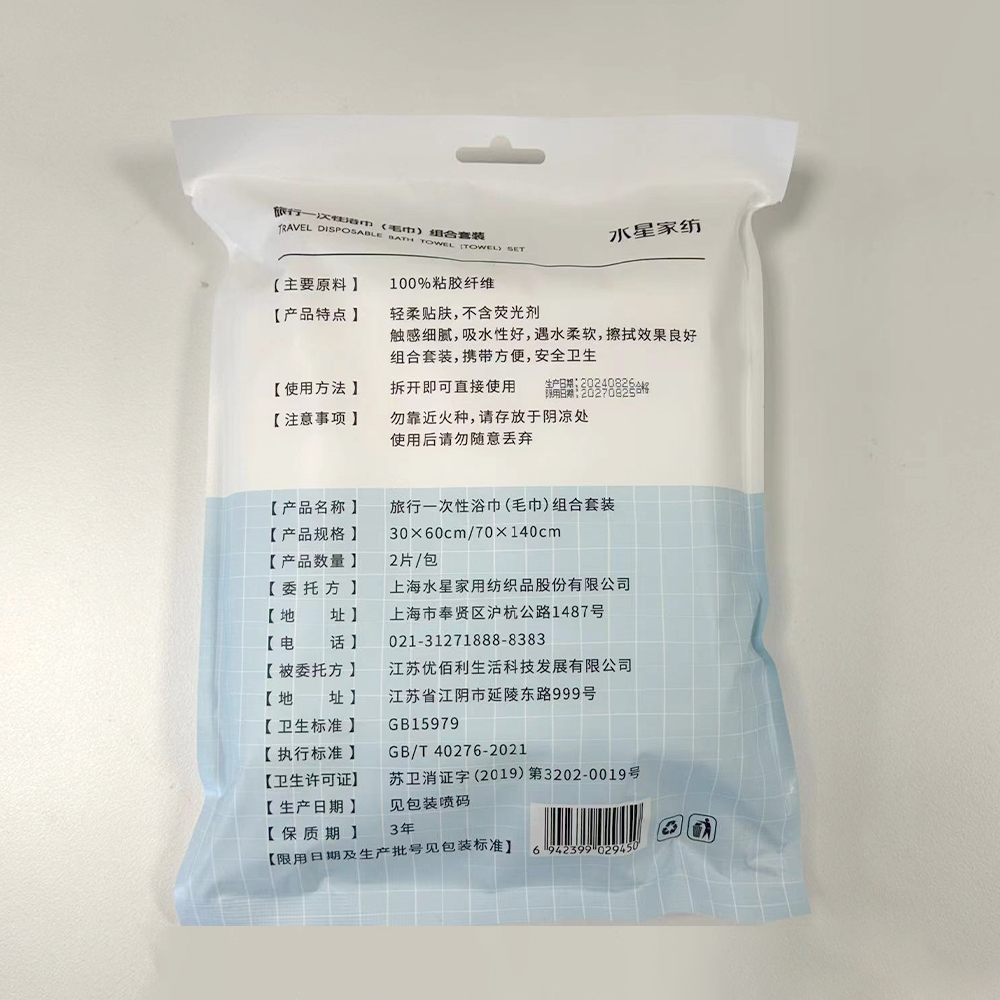 旅行一次性浴巾(毛巾)组合套装
TRAVEL DISPOSABLE BATH TOWEL (TOWEL) SET
水星家纺
【主要原料】 100%粘胶纤维
【产品特点】 轻柔贴肤,不含荧光剂
触感细腻,吸水性好,遇水柔软,擦拭效果良好
组合套装,携带方便,安全卫生
【使用方法】 拆开即可直接使用
生产日期:20240826合格
限用日期:20270825
【注意事项】 勿靠近火种,请存放于阴凉处
使用后请勿随意丢弃
【产品名称】 旅行一次性浴巾(毛巾)组合套装
【产品规格】 30×60cm/70×140cm
【产品数量】 2片/包
【委托方】 上海水星家用纺织品股份有限公司
【地 址】 上海市奉贤区沪杭公路1487号
【电 话】 021-31271888-8383
【被委托方】 江苏优佰利生活科技发展有限公司
【地 址】 江苏省江阴市延陵东路999号
【卫生标准】 GB15979
【执行标准】 GB/T 40276-2021
【卫生许可证】 苏卫消证字(2019)第3202-0019号
【生产日期】 见包装喷码
【保质期】 3年
【限用日期及生产批号见包装标准】
6 942399 029450